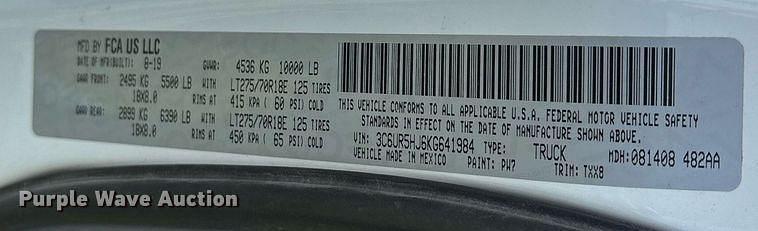 MFD BY FCA US LLC
DATE OF MFR(BUILT): 8-19 GVWR: 4536 KG 10000 LB
GAWR FRONT: 2495 KG 5500 LB WITH LT275/70R18E 125 TIRES
18X8.0 RIMS AT 415 KPA ( 60 PSI) COLD
GAWR REAR: 2899 KG 6390 LB WITH LT275/70R18E 125 TIRES
18X8.0 RIMS AT 450 KPA ( 65 PSI) COLD
THIS VEHICLE CONFORMS TO ALL APPLICABLE U.S.A. FEDERAL MOTOR VEHICLE SAFETY
STANDARDS IN EFFECT ON THE DATE OF MANUFACTURE SHOWN ABOVE.
VIN: 3C6UR5HJ6KG641984 TYPE: TRUCK MDH: 081408 482AA
VEHICLE MADE IN MEXICO PAINT: PW7 TRIM: TXX8
Purple Wave Auction